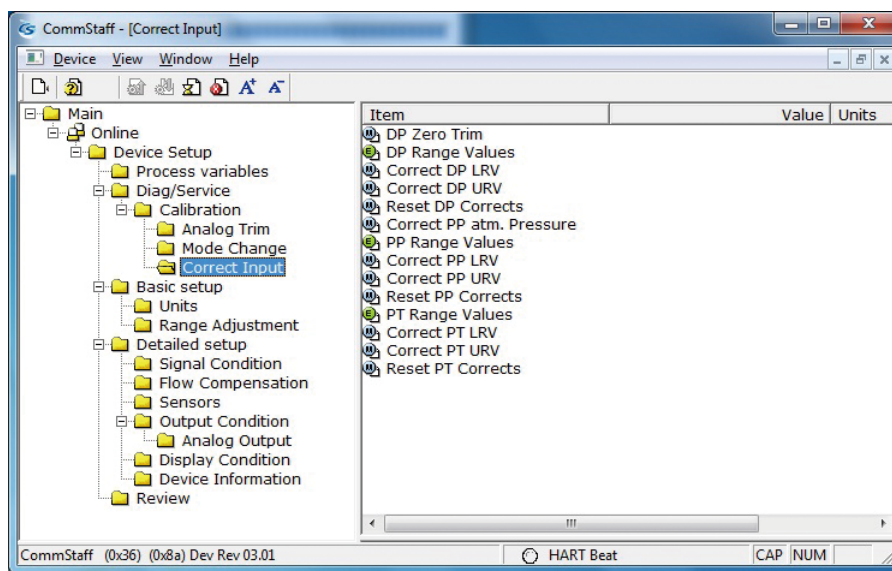 CommStaff - [Correct Input]
Device View Window Help
Main
Online
Device Setup
Process variables
Diag/Service
Calibration
Analog Trim
Mode Change
Correct Input
Basic setup
Units
Range Adjustment
Detailed setup
Signal Condition
Flow Compensation
Sensors
Output Condition
Analog Output
Display Condition
Device Information
Review
Item Value Units
DP Zero Trim
DP Range Values
Correct DP LRV
Correct DP URV
Reset DP Corrects
Correct PP atm. Pressure
PP Range Values
Correct PP LRV
Correct PP URV
Reset PP Corrects
PT Range Values
Correct PT LRV
Correct PT URV
Reset PT Corrects
CommStaff (0x36) (0x8a) Dev Rev 03.01 HART Beat CAP NUM